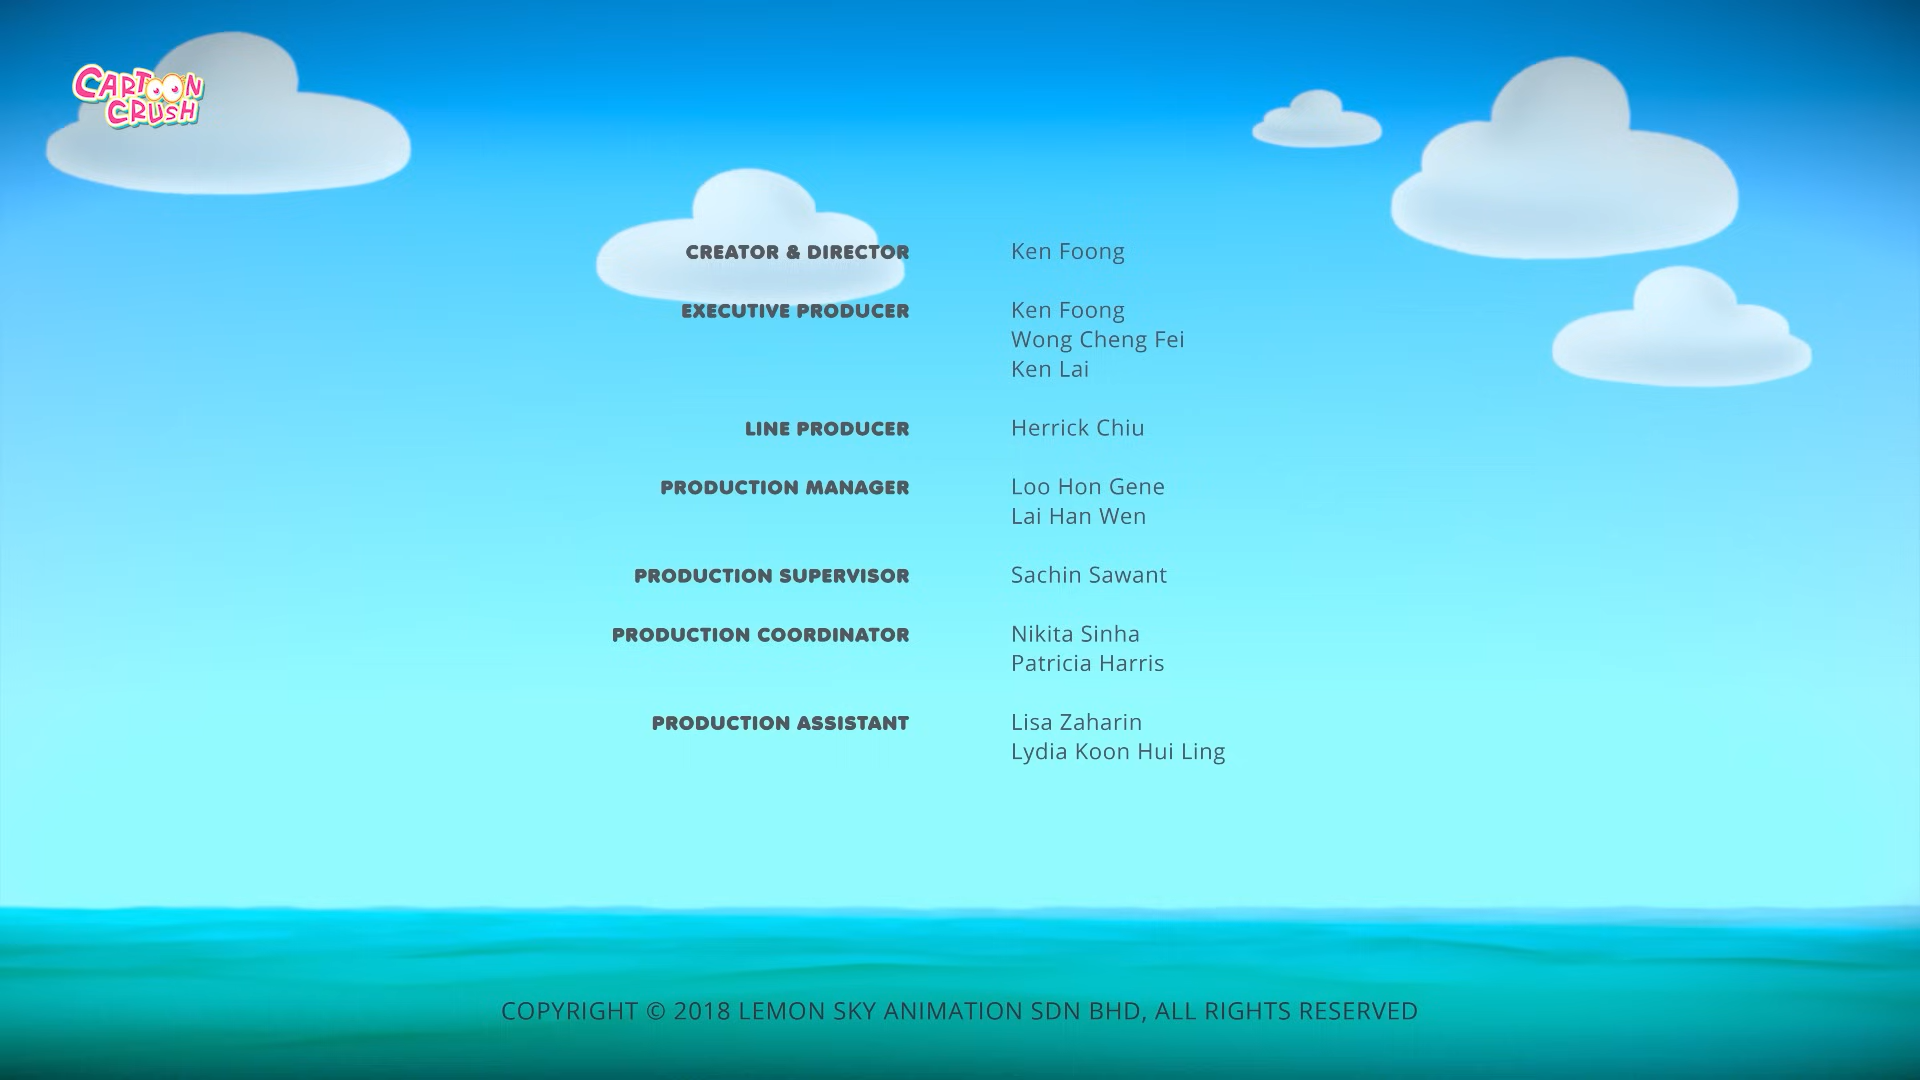 CARTOON
CRUSH
CREATOR & DIRECTOR Ken Foong
EXECUTIVE PRODUCER Ken Foong
Wong Cheng Fei
Ken Lai
LINE PRODUCER Herrick Chiu
PRODUCTION MANAGER Loo Hon Gene
Lai Han Wen
PRODUCTION SUPERVISOR Sachin Sawant
PRODUCTION COORDINATOR Nikita Sinha
Patricia Harris
PRODUCTION ASSISTANT Lisa Zaharin
Lydia Koon Hui Ling
COPYRIGHT © 2018 LEMON SKY ANIMATION SDN BHD, ALL RIGHTS RESERVED